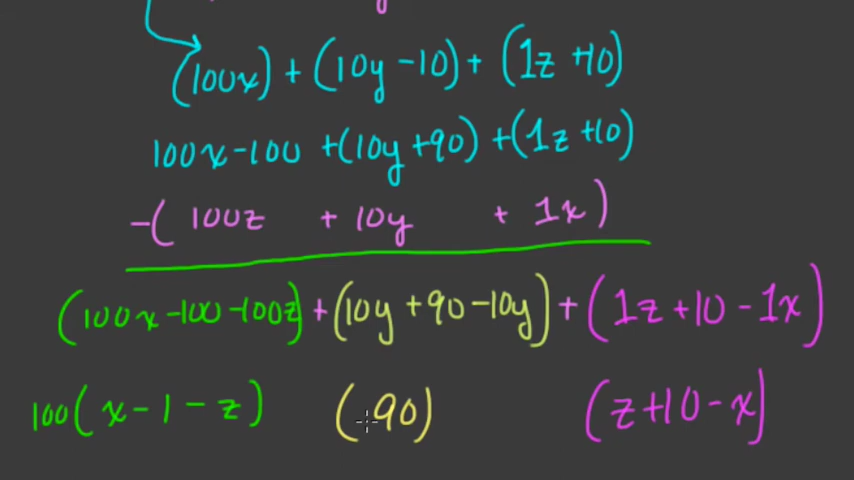 (100x) + (10y -10) + (1z +10)
100x -100 +(10y +90) +(1z +10)
-( 100z + 10y + 1x )
(100x -100 -100z) + (10y +90 -10y) + (1z +10 - 1x)
100( x - 1 - z ) (90) (z +10 - x)